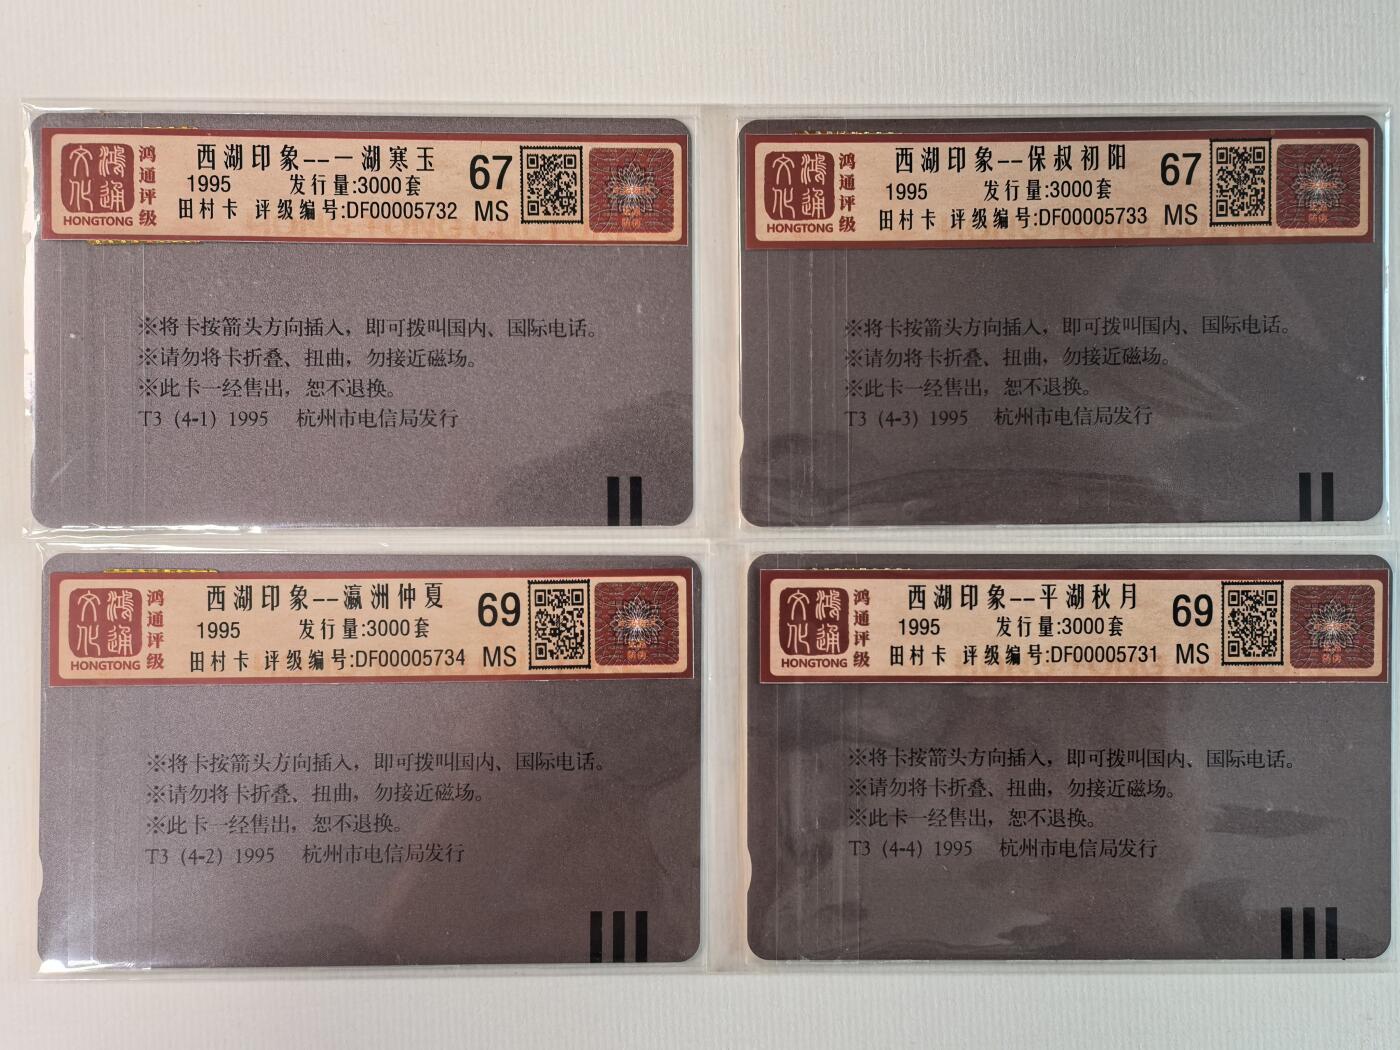 鸿通文化
HONGTONG
鸿通评级
西湖印象--一湖寒玉
1995 发行量:3000套
田村卡 评级编号:DF00005732
67
MS
※将卡按箭头方向插入，即可拨叫国内、国际电话。
※请勿将卡折叠、扭曲，勿接近磁场。
※此卡一经售出，恕不退换。
T3 (4-1) 1995 杭州市电信局发行
鸿通文化
HONGTONG
鸿通评级
西湖印象--保叔初阳
1995 发行量:3000套
田村卡 评级编号:DF00005733
67
MS
※将卡按箭头方向插入，即可拨叫国内、国际电话。
※请勿将卡折叠、扭曲，勿接近磁场。
※此卡一经售出，恕不退换。
T3 (4-3) 1995 杭州市电信局发行
鸿通文化
HONGTONG
鸿通评级
西湖印象--瀛洲仲夏
1995 发行量:3000套
田村卡 评级编号:DF00005734
69
MS
※将卡按箭头方向插入，即可拨叫国内、国际电话。
※请勿将卡折叠、扭曲，勿接近磁场。
※此卡一经售出，恕不退换。
T3 (4-2) 1995 杭州市电信局发行
鸿通文化
HONGTONG
鸿通评级
西湖印象--平湖秋月
1995 发行量:3000套
田村卡 评级编号:DF00005731
69
MS
※将卡按箭头方向插入，即可拨叫国内、国际电话。
※请勿将卡折叠、扭曲，勿接近磁场。
※此卡一经售出，恕不退换。
T3 (4-4) 1995 杭州市电信局发行